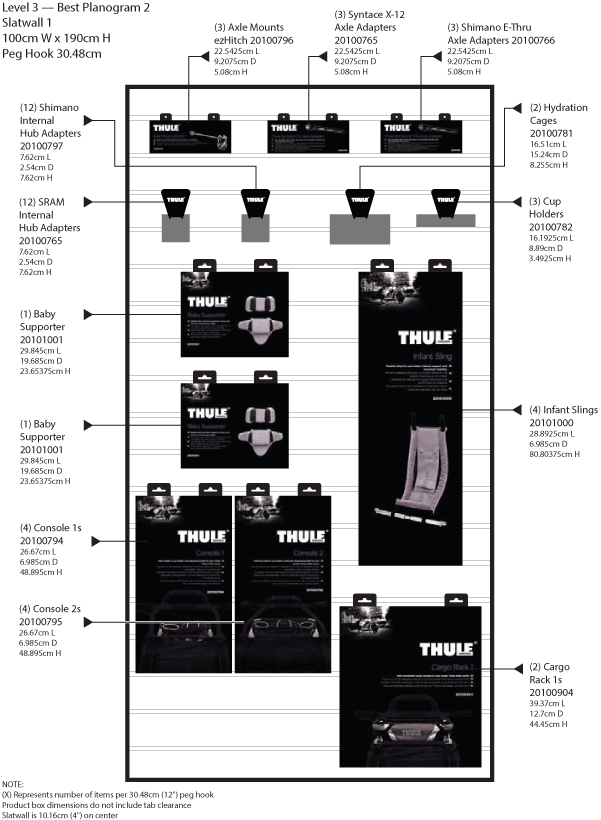 Level 3 — Best Planogram 2
Slatwall 1
100cm W x 190cm H
Peg Hook 30.48cm
(3) Axle Mounts
ezHitch 20100796
22.5425cm L
9.2075cm D
5.08cm H
(3) Syntace X-12
Axle Adapters
20100765
22.5425cm L
9.2075cm D
5.08cm H
(3) Shimano E-Thru
Axle Adapters 20100766
22.5425cm L
9.2075cm D
5.08cm H
(12) Shimano
Internal
Hub Adapters
20100797
7.62cm L
2.54cm D
7.62cm H
(2) Hydration
Cages
20100781
16.51cm L
15.24cm D
8.255cm H
THULE
THULE
THULE
(12) SRAM
Internal
Hub Adapters
20100765
7.62cm L
2.54cm D
7.62cm H
THULE
THULE
THULE
THULE
(3) Cup
Holders
20100782
16.1925cm L
8.89cm D
3.4925cm H
(1) Baby
Supporter
20101001
29.845cm L
19.685cm D
23.65375cm H
THULE
Baby Supporter
THULE
Infant Sling
20101000
(1) Baby
Supporter
20101001
29.845cm L
19.685cm D
23.65375cm H
THULE
Baby Supporter
(4) Infant Slings
20101000
28.8925cm L
6.985cm D
80.80375cm H
(4) Console 1s
20100794
26.67cm L
6.985cm D
48.895cm H
THULE
Console 1
20100794
THULE
Console 2
20100795
(4) Console 2s
20100795
26.67cm L
6.985cm D
48.895cm H
THULE
Cargo Rack 1
20100904
(2) Cargo
Rack 1s
20100904
39.37cm L
12.7cm D
44.45cm H
NOTE:
(X) Represents number of items per 30.48cm (12") peg hook
Product box dimensions do not include tab clearance
Slatwall is 10.16cm (4") on center